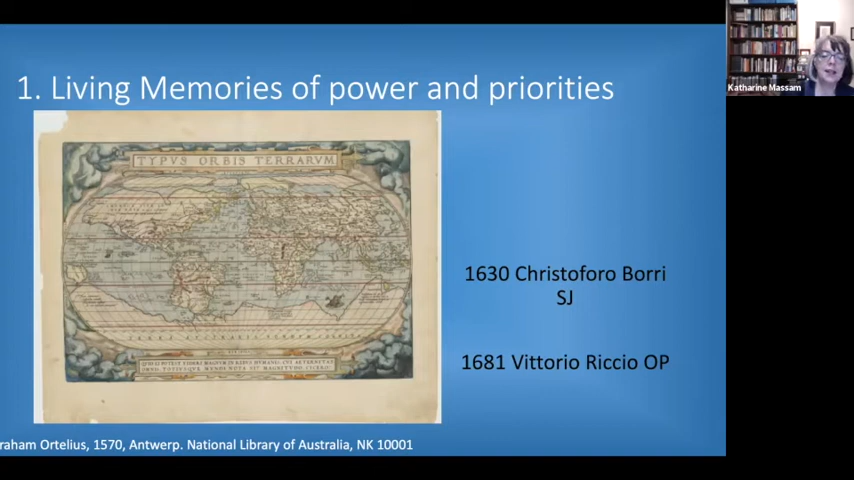 1. Living Memories of power and priorities
Katharine Massam
TYPVS ORBIS TERRARVM
1630 Christoforo Borri
SJ
1681 Vittorio Riccio OP
raham Ortelius, 1570, Antwerp. National Library of Australia, NK 10001